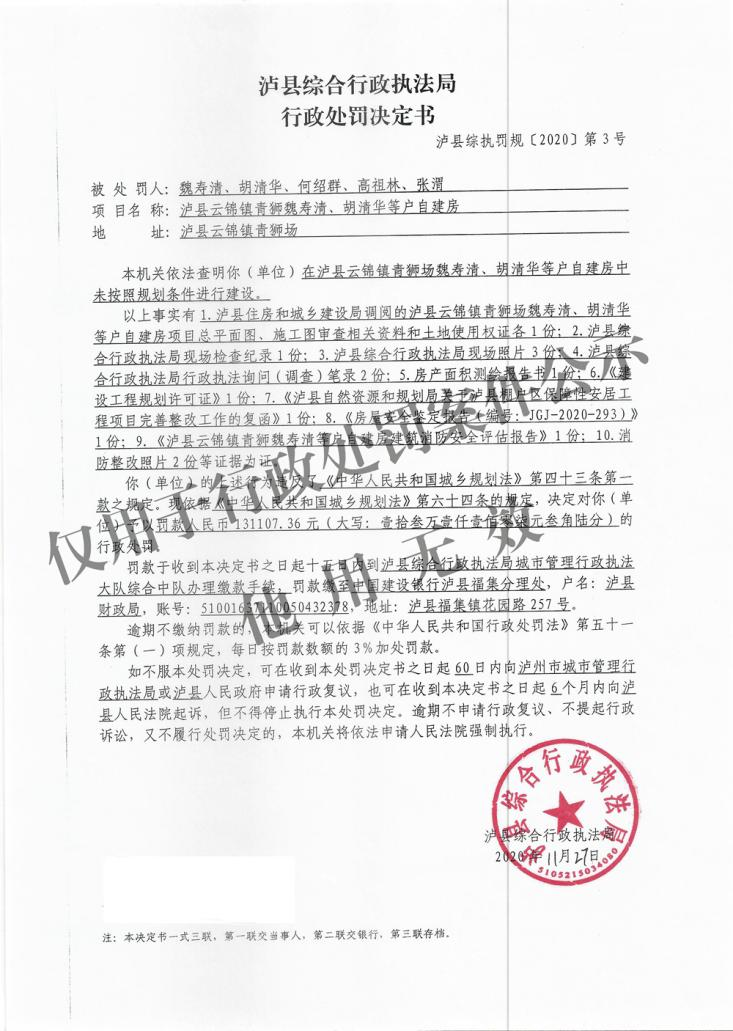 泸县综合行政执法局
行政处罚决定书
泸县综执罚规〔2020〕第 3 号
被 处 罚人：魏寿清、胡清华、何绍群、高祖林、张渭
项 目 名 称：泸县云锦镇青狮魏寿清、胡清华等户自建房
地 址：泸县云锦镇青狮场
本机关依法查明你（单位）在泸县云锦镇青狮场魏寿清、胡清华等户自建房中
未按照规划条件进行建设。
以上事实有 1.泸县住房和城乡建设局调阅的泸县云锦镇青狮场魏寿清、胡清华
等户自建房项目总平面图、施工图审查相关资料和土地使用权证各 1 份；2.泸县综
合行政执法局现场检查纪录 1 份；3.泸县综合行政执法局现场照片 3 份；4.泸县综
合行政执法局行政执法询问（调查）笔录 2 份；5.房产面积测绘报告书 1 份；6.《建
设工程规划许可证》1 份；7.《泸县自然资源和规划局关于泸县棚户区保障性安居工
程项目完善整改工作的复函》1 份；8.《房屋安全鉴定报告（编号：JGJ-2020-293）》
1 份；9.《泸县云锦镇青狮魏寿清等户自建房建筑消防安全评估报告》1 份；10.消
防整改照片 2 份等证据为证。
你（单位）的上述行为违反了《中华人民共和国城乡规划法》第四十三条第一
款之规定。现依据《中华人民共和国城乡规划法》第六十四条的规定，决定对你（单
位）予以罚款人民币 131107.36 元（大写：壹拾叁万壹仟壹佰零柒元叁角陆分）的
行政处罚。
罚款于收到本决定书之日起十五日内到泸县综合行政执法局城市管理行政执法
大队综合中队办理缴款手续，罚款缴至中国建设银行泸县福集分理处，户名：泸县
财政局，账号：51001637110050432378，地址：泸县福集镇花园路 257 号。
逾期不缴纳罚款的，本机关可以依据《中华人民共和国行政处罚法》第五十一
条第（一）项规定，每日按罚款数额的 3%加处罚款。
如不服本处罚决定，可在收到本处罚决定书之日起 60 日内向泸州市城市管理行
政执法局或泸县人民政府申请行政复议，也可在收到本决定书之日起 6 个月内向泸
县人民法院起诉，但不得停止执行本处罚决定。逾期不申请行政复议、不提起行政
诉讼，又不履行处罚决定的，本机关将依法申请人民法院强制执行。
泸县综合行政执法局
2020 年 11 月 27 日
泸县综合行政执法局
5105215034080
注：本决定书一式三联，第一联交当事人，第二联交银行，第三联存档。
仅用于行政处罚案件公示
他用无效